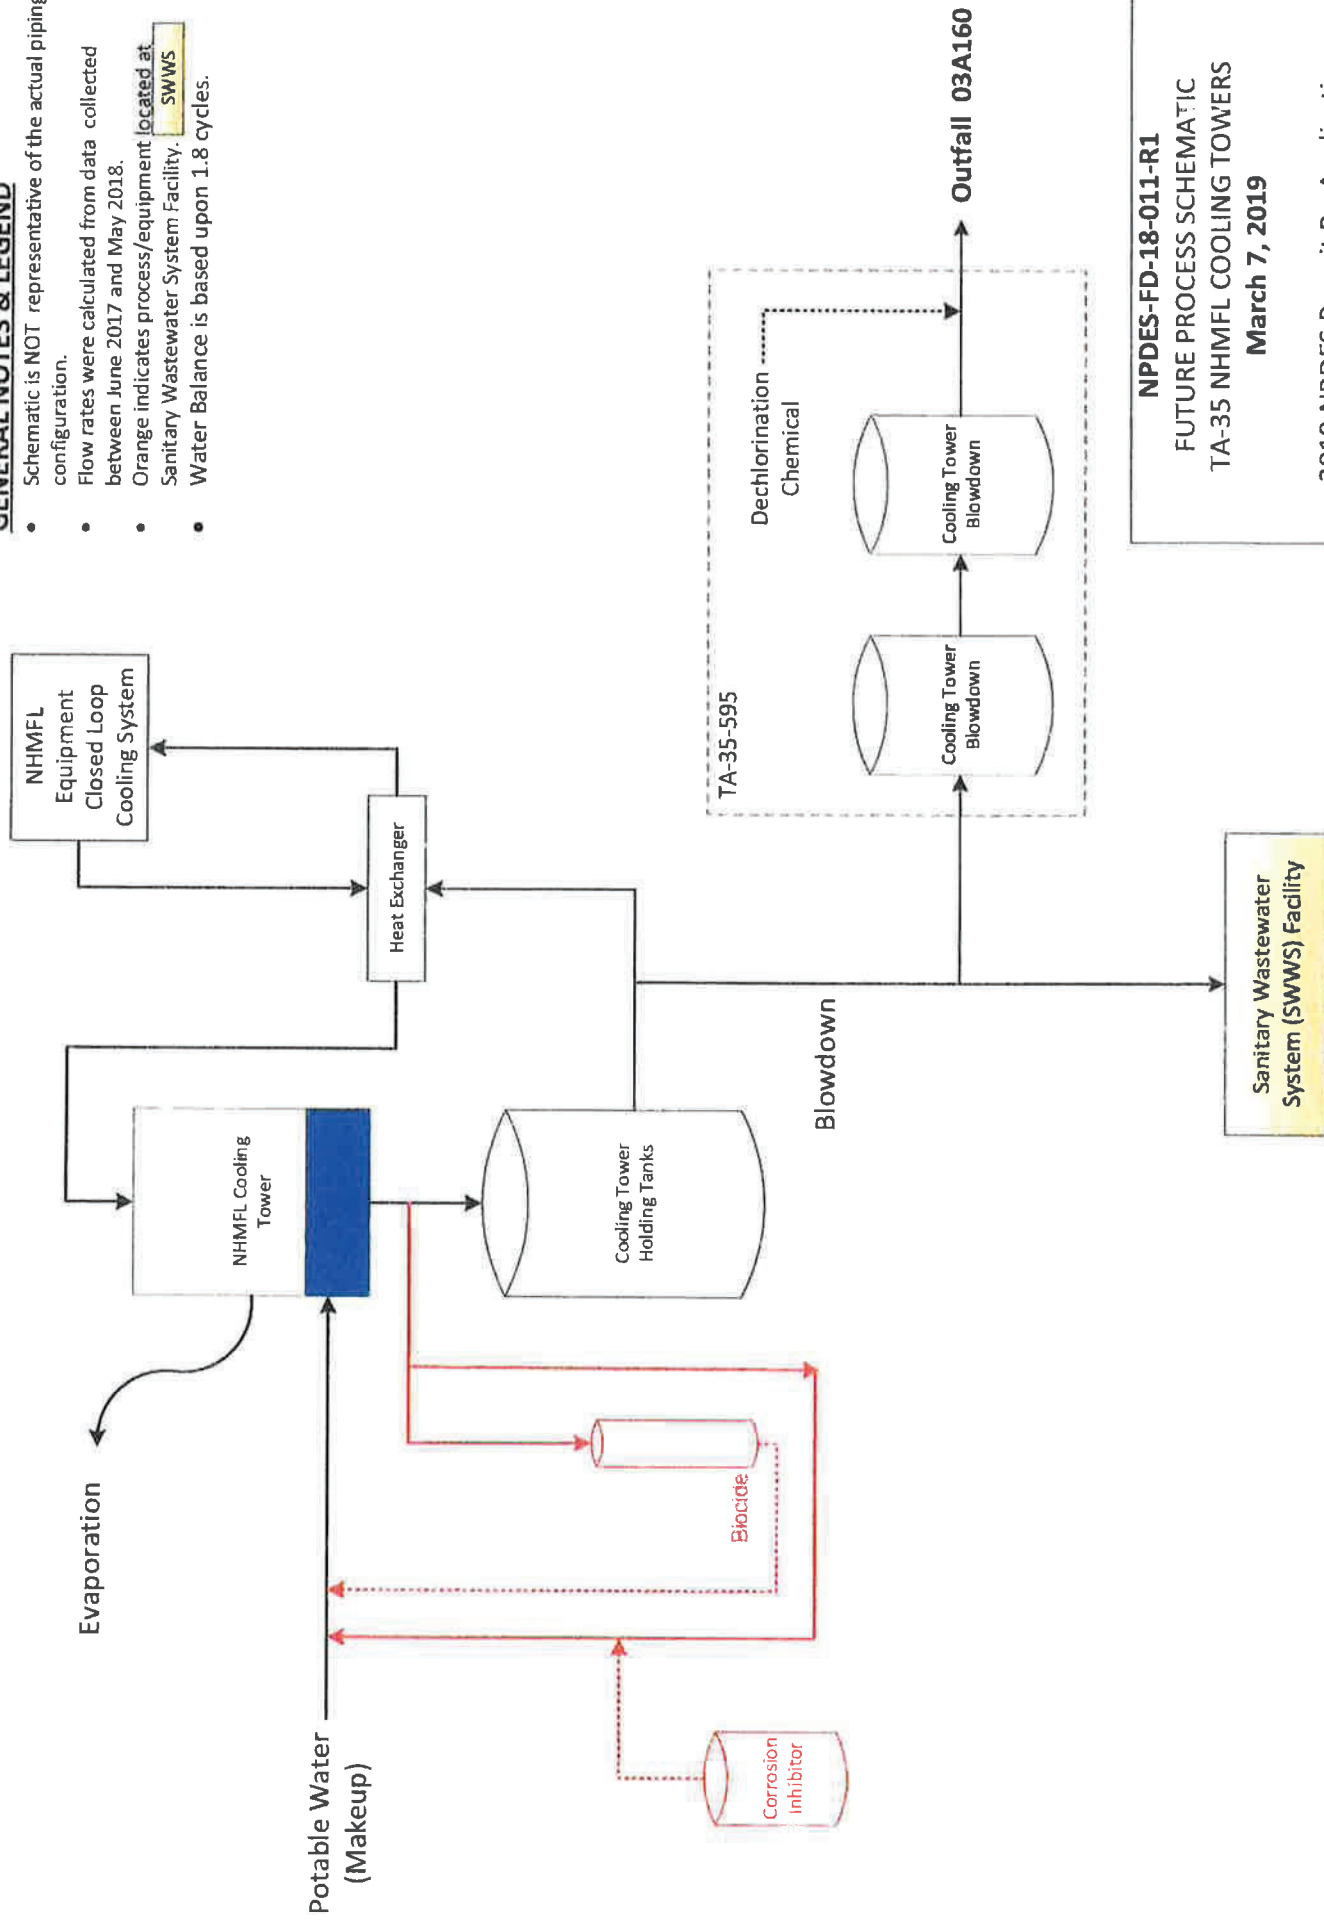 GENERAL NOTES & LEGEND
• Schematic is NOT representative of the actual piping
configuration.
• Flow rates were calculated from data collected
between June 2017 and May 2018.
• Orange indicates process/equipment located at
Sanitary Wastewater System Facility.
SWWS
• Water Balance is based upon 1.8 cycles.
NHMFL
Equipment
Closed Loop
Cooling System
Heat Exchanger
Evaporation
NHMFL Cooling
Tower
Potable Water
(Makeup)
Cooling Tower
Holding Tanks
Biocide
Corrosion
Inhibitor
Blowdown
TA-35-595
Dechlorination
Chemical
Cooling Tower
Blowdown
Cooling Tower
Blowdown
Outfall 03A160
Sanitary Wastewater
System (SWWS) Facility
NPDES-FD-18-011-R1
FUTURE PROCESS SCHEMATIC
TA-35 NHMFL COOLING TOWERS
March 7, 2019
2019 NPDES Permit Re-Application